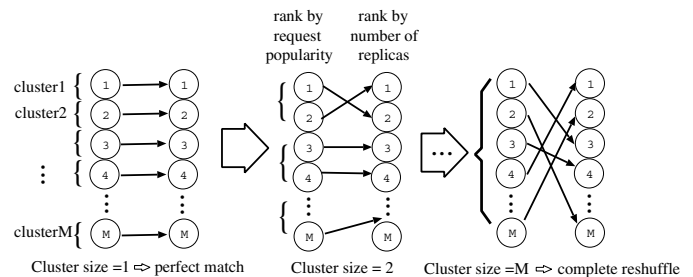 rank by request popularity
rank by number of replicas
cluster1
cluster2
clusterM
1 1
2 2
3 3
4 4
M M
1 1
2 2
3 3
4 4
M M
1 1
2 2
3 3
4 4
M M
Cluster size =1 ⇨ perfect match
Cluster size = 2
Cluster size =M ⇨ complete reshuffle